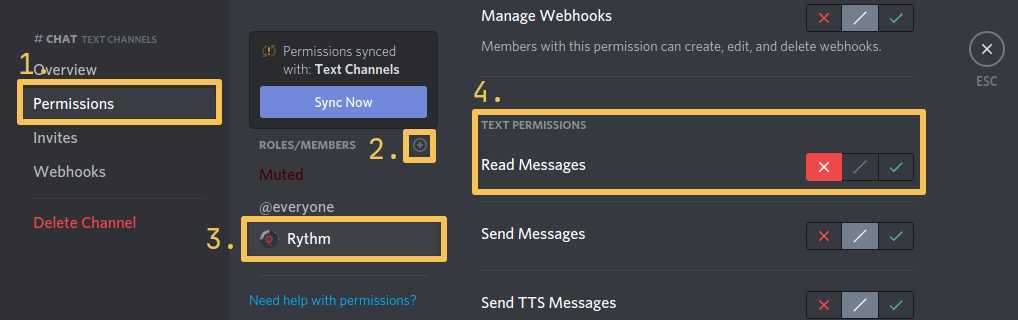 # CHAT TEXT CHANNELS
1.
Overview
Permissions
Invites
Webhooks
Delete Channel
Permissions synced
with: Text Channels
Sync Now
ROLES/MEMBERS
2.
Muted
@everyone
3.
Rythm
Need help with permissions?
Manage Webhooks
Members with this permission can create, edit, and delete webhooks.
4.
TEXT PERMISSIONS
Read Messages
Send Messages
Send TTS Messages
ESC